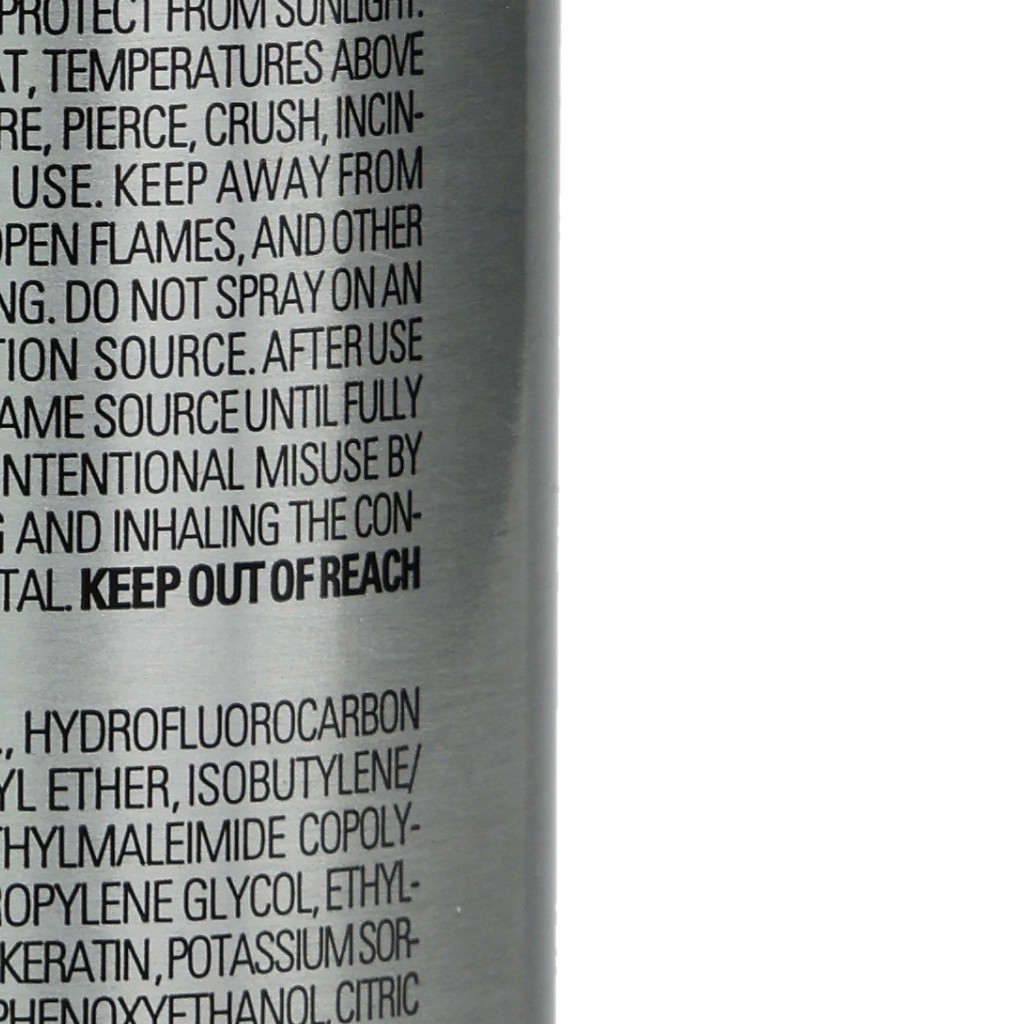 PROTECT FROM SUNLIGHT.
AT, TEMPERATURES ABOVE
RE, PIERCE, CRUSH, INCIN-
USE. KEEP AWAY FROM
OPEN FLAMES, AND OTHER
NG. DO NOT SPRAY ON AN
TION SOURCE. AFTER USE
AME SOURCE UNTIL FULLY
NTENTIONAL MISUSE BY
G AND INHALING THE CON-
TAL. KEEP OUT OF REACH
, HYDROFLUOROCARBON
YL ETHER, ISOBUTYLENE/
THYLMALEIMIDE COPOLY-
ROPYLENE GLYCOL, ETHYL-
KERATIN, POTASSIUM SOR-
PHENOXYETHANOL, CITRIC